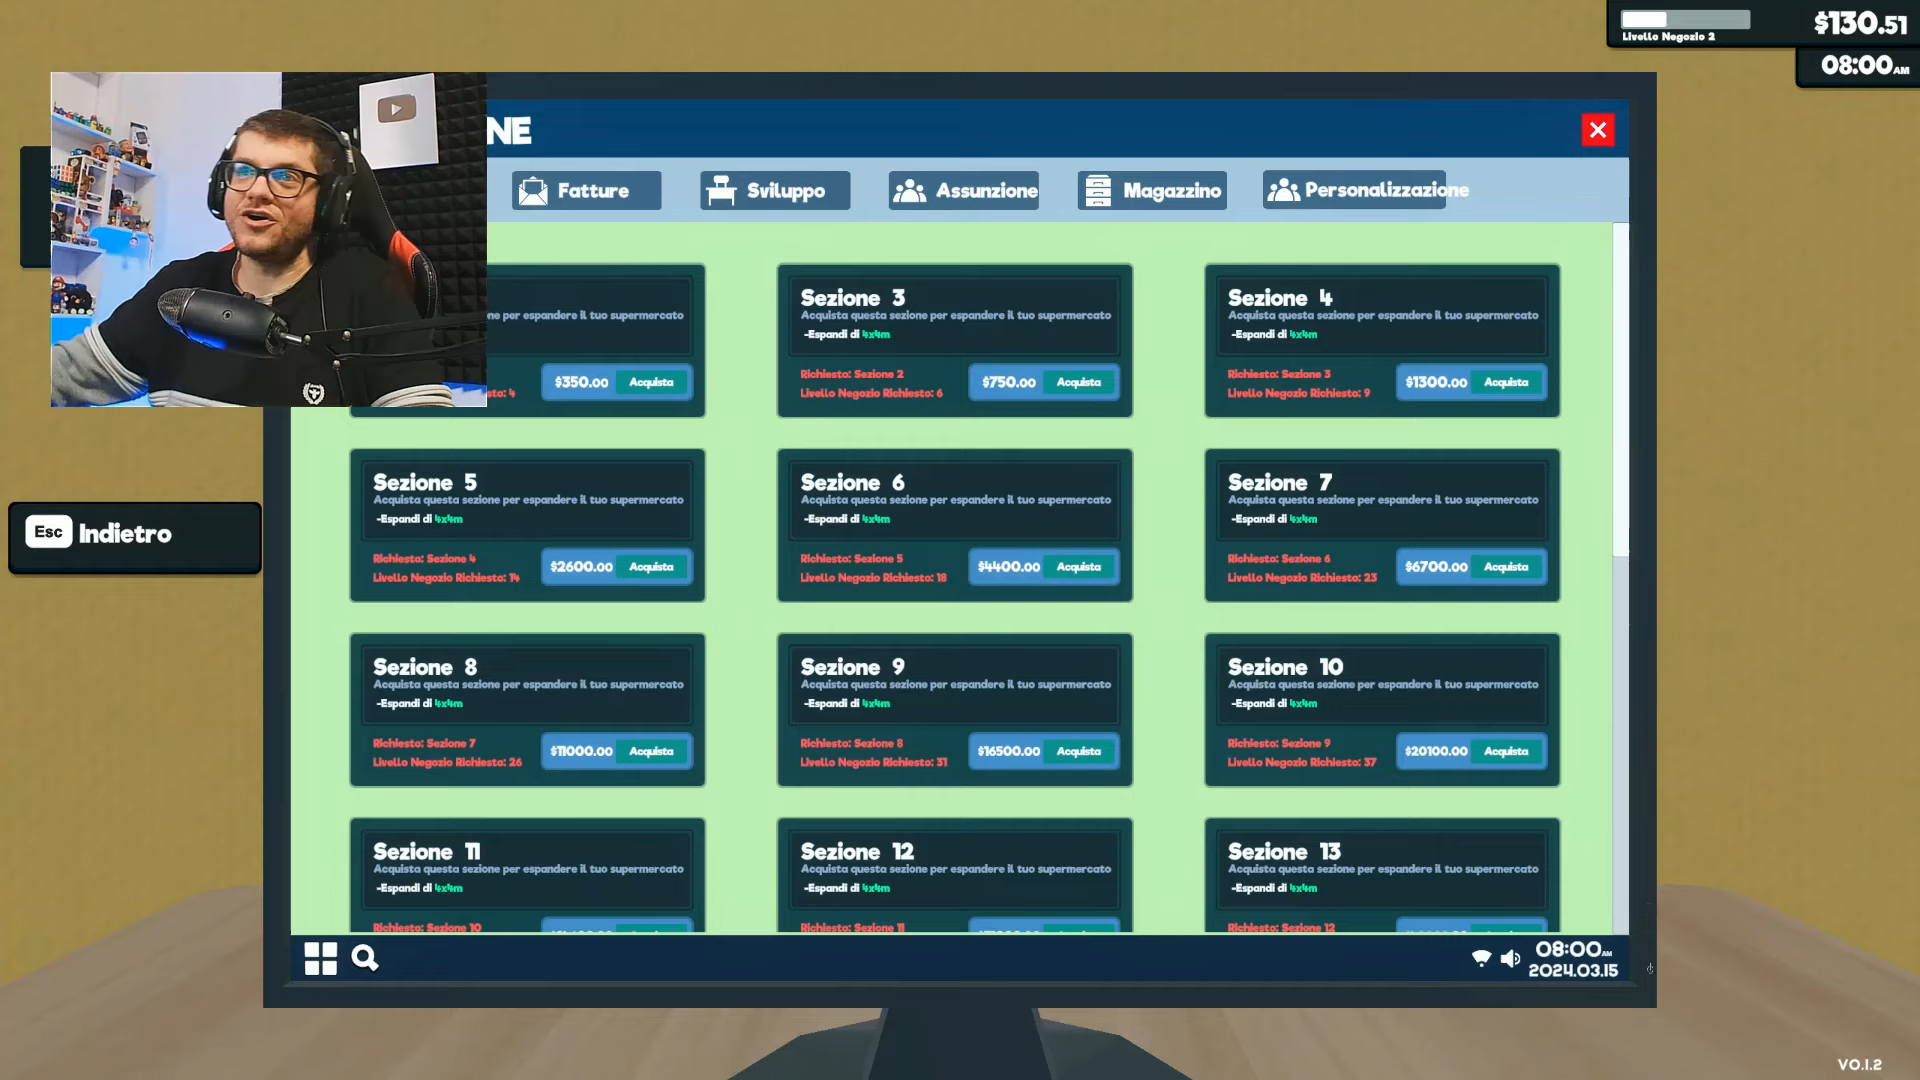 $130.51
Livello Negozio 2
08:00AM
NE
Fatture
Sviluppo
Assunzione
Magazzino
Personalizzazione
ne per espandere il tuo supermercato
sto: 4
$350.00 Acquista
Sezione 3
Acquista questa sezione per espandere il tuo supermercato
-Espandi di 4x4m
Richiesto: Sezione 2
Livello Negozio Richiesto: 6
$750.00 Acquista
Sezione 4
Acquista questa sezione per espandere il tuo supermercato
-Espandi di 4x4m
Richiesto: Sezione 3
Livello Negozio Richiesto: 9
$1300.00 Acquista
Sezione 5
Acquista questa sezione per espandere il tuo supermercato
-Espandi di 4x4m
Richiesto: Sezione 4
Livello Negozio Richiesto: 14
$2600.00 Acquista
Sezione 6
Acquista questa sezione per espandere il tuo supermercato
-Espandi di 4x4m
Richiesto: Sezione 5
Livello Negozio Richiesto: 18
$4400.00 Acquista
Sezione 7
Acquista questa sezione per espandere il tuo supermercato
-Espandi di 4x4m
Richiesto: Sezione 6
Livello Negozio Richiesto: 23
$6700.00 Acquista
Esc Indietro
Sezione 8
Acquista questa sezione per espandere il tuo supermercato
-Espandi di 4x4m
Richiesto: Sezione 7
Livello Negozio Richiesto: 26
$11000.00 Acquista
Sezione 9
Acquista questa sezione per espandere il tuo supermercato
-Espandi di 4x4m
Richiesto: Sezione 8
Livello Negozio Richiesto: 31
$16500.00 Acquista
Sezione 10
Acquista questa sezione per espandere il tuo supermercato
-Espandi di 4x4m
Richiesto: Sezione 9
Livello Negozio Richiesto: 37
$20100.00 Acquista
Sezione 11
Acquista questa sezione per espandere il tuo supermercato
-Espandi di 4x4m
Richiesto: Sezione 10
Sezione 12
Acquista questa sezione per espandere il tuo supermercato
-Espandi di 4x4m
Richiesto: Sezione 11
Sezione 13
Acquista questa sezione per espandere il tuo supermercato
-Espandi di 4x4m
Richiesto: Sezione 12
08:00AM
2024.03.15
V0.1.2